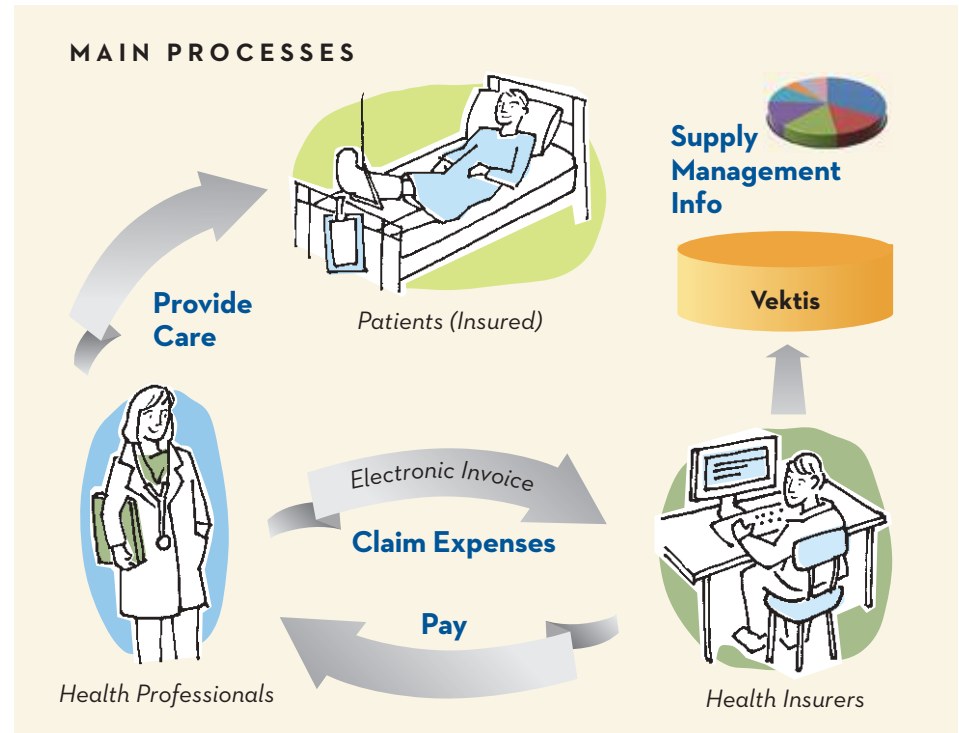 MAIN PROCESSES
Supply
Management
Info
Vektis
Provide
Care
Patients (Insured)
Electronic Invoice
Claim Expenses
Pay
Health Professionals
Health Insurers